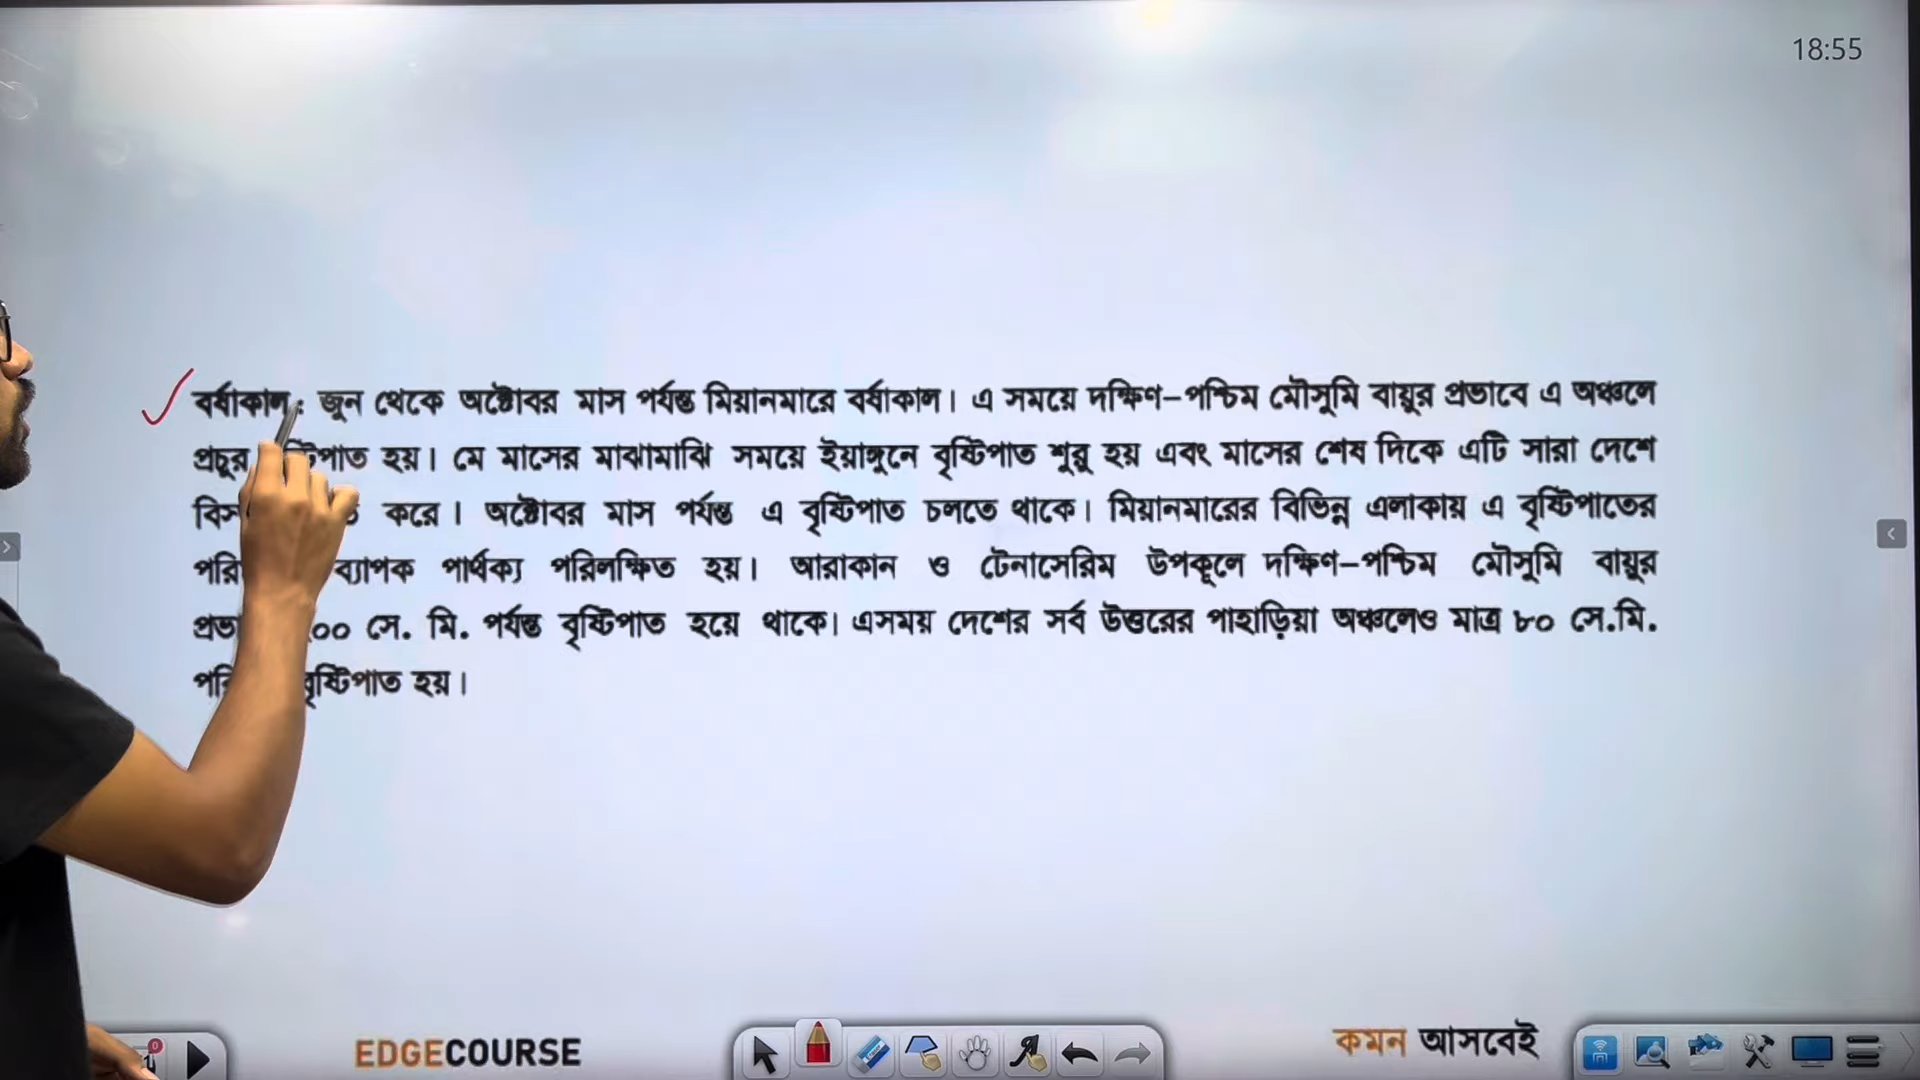 18:55
বর্ষাকাল: জুন থেকে অক্টোবর মাস পর্যন্ত মিয়ানমারে বর্ষাকাল। এ সময়ে দক্ষিণ-পশ্চিম মৌসুমি বায়ুর প্রভাবে এ অঞ্চলে
প্রচুর হয়। মে মাসের মাঝামাঝি সময়ে ইয়াঙ্গুনে বৃষ্টিপাত শুরু হয় এবং মাসের শেষ দিকে এটি সারা দেশে
করে। অক্টোবর মাস পর্যন্ত এ বৃষ্টিপাত চলতে থাকে। মিয়ানমারের বিভিন্ন এলাকায় এ বৃষ্টিপাতের
ব্যাপক পার্থক্য পরিলক্ষিত হয়। আরাকান ও টেনাসেরিম উপকূলে দক্ষিণ-পশ্চিম মৌসুমি বায়ুর
সে. মি. পর্যন্ত বৃষ্টিপাত হয়ে থাকে। এসময় দেশের সর্ব উত্তরের পাহাড়িয়া অঞ্চলেও মাত্র ৮০ সে.মি.
বৃষ্টিপাত হয়।
EDGECOURSE
কমন আসবেই